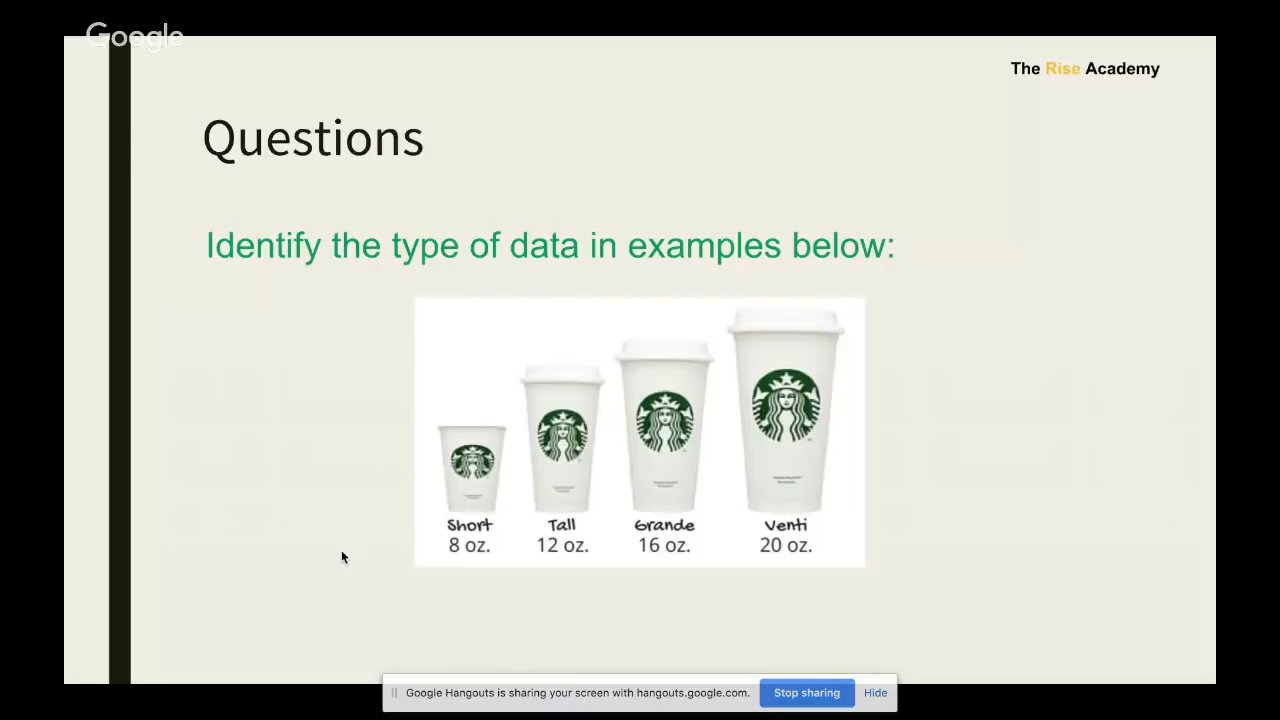 Google
The Rise Academy
Questions
Identify the type of data in examples below:
Short Tall Grande Venti
8 oz. 12 oz. 16 oz. 20 oz.
Google Hangouts is sharing your screen with hangouts.google.com. Stop sharing Hide